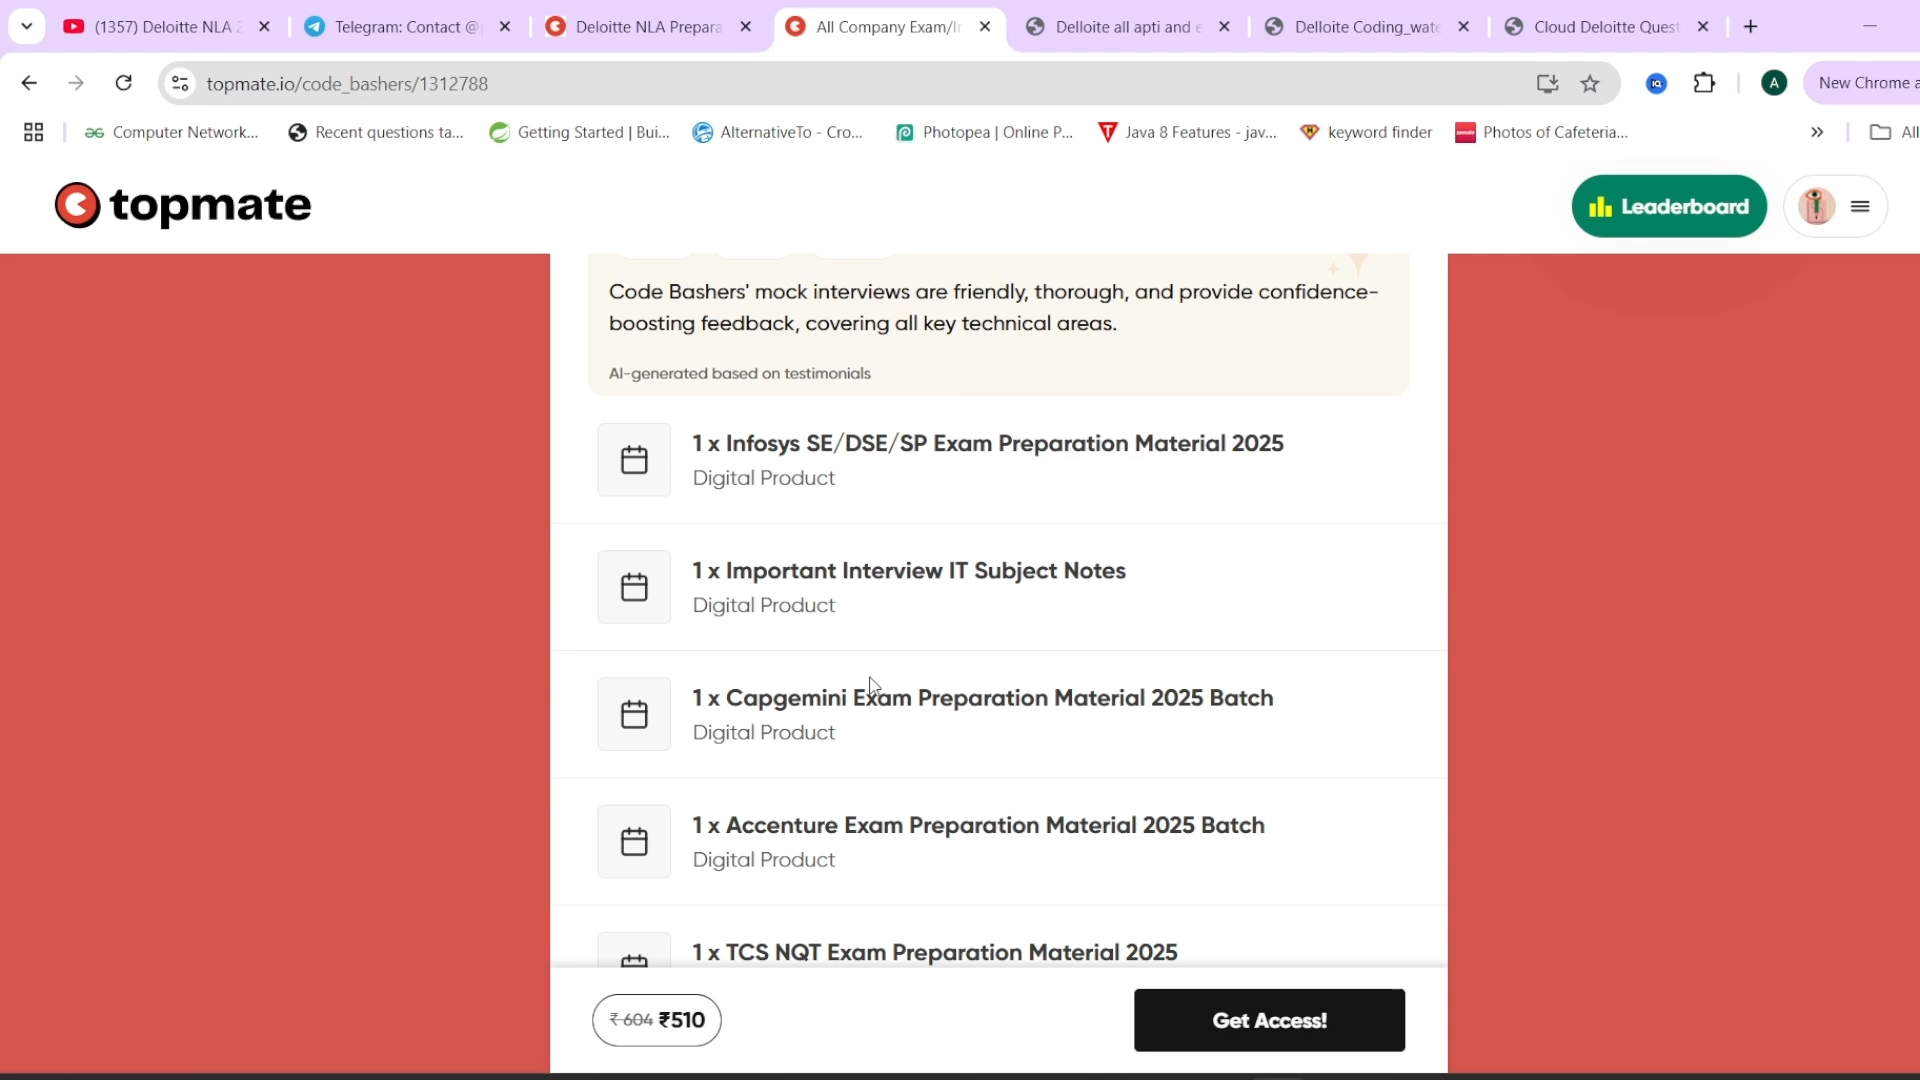 (1357) Deloitte NLA 2
Telegram: Contact @
Deloitte NLA Prepara
All Company Exam/In
Delloite all apti and e
Delloite Coding_wate
Cloud Deloitte Quest
topmate.io/code_bashers/1312788
A
New Chrome a
Computer Network...
Recent questions ta...
Getting Started | Bui...
AlternativeTo - Cro...
Photopea | Online P...
Java 8 Features - jav...
keyword finder
Photos of Cafeteria...
All
topmate
Leaderboard
Code Bashers' mock interviews are friendly, thorough, and provide confidence-
boosting feedback, covering all key technical areas.
AI-generated based on testimonials
1 x Infosys SE/DSE/SP Exam Preparation Material 2025
Digital Product
1 x Important Interview IT Subject Notes
Digital Product
1 x Capgemini Exam Preparation Material 2025 Batch
Digital Product
1 x Accenture Exam Preparation Material 2025 Batch
Digital Product
1 x TCS NQT Exam Preparation Material 2025
₹ 604 ₹510
Get Access!